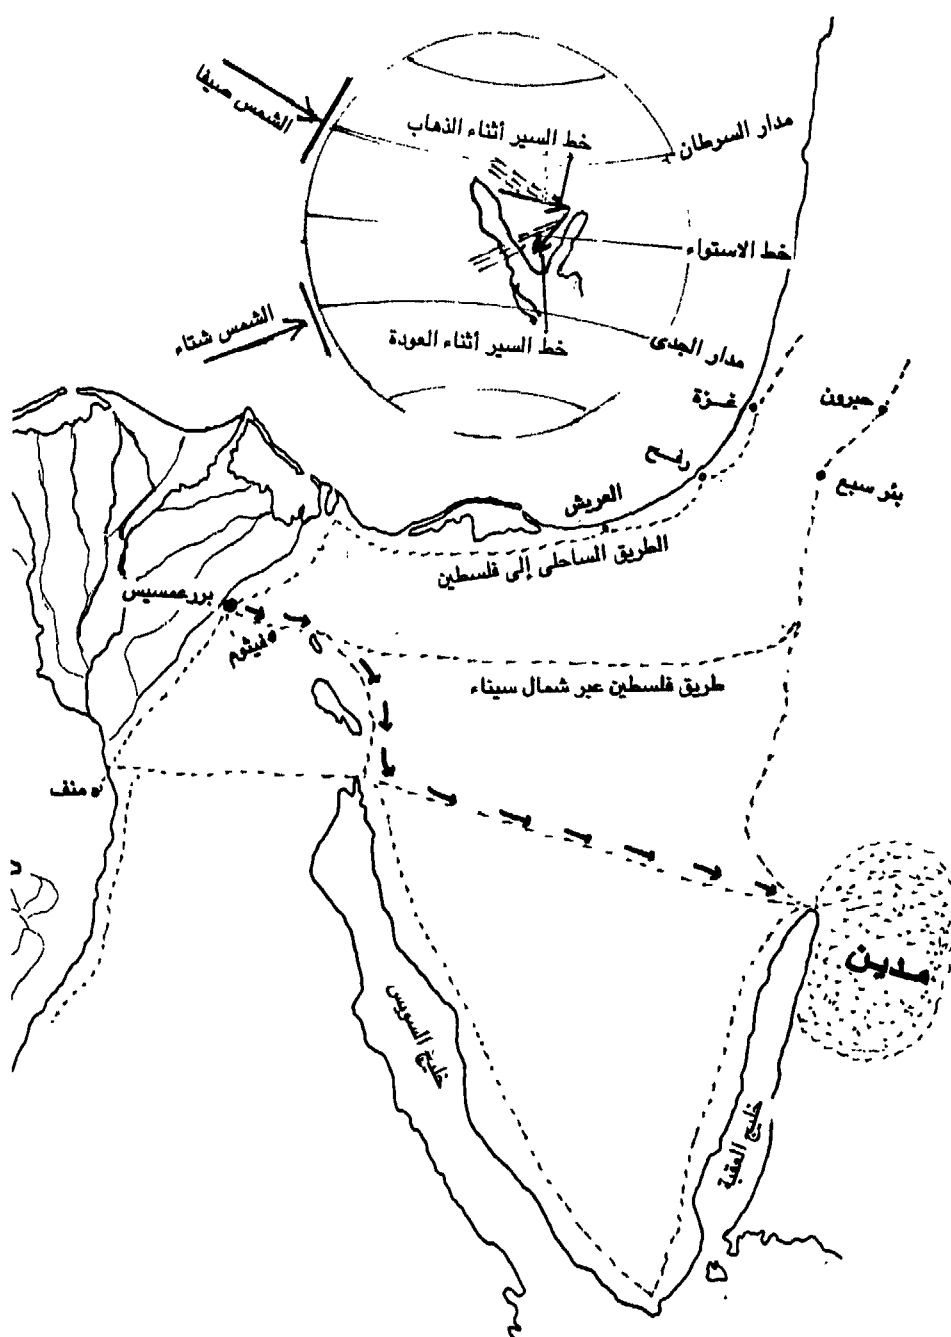 الشمس صيفا
خط السير أثناء الذهاب
مدار السرطان
خط الاستواء
الشمس شتاء
خط السير أثناء العودة
مدار الجدى
غـزة
حبرون
رفـح
بئر سبع
العريش
الطريق الساحلى إلى فلسطين
بررعمسيس
فيثوم
طريق فلسطين عبر شمال سيناء
منف
مدين
خليج السويس
خليج العقبة